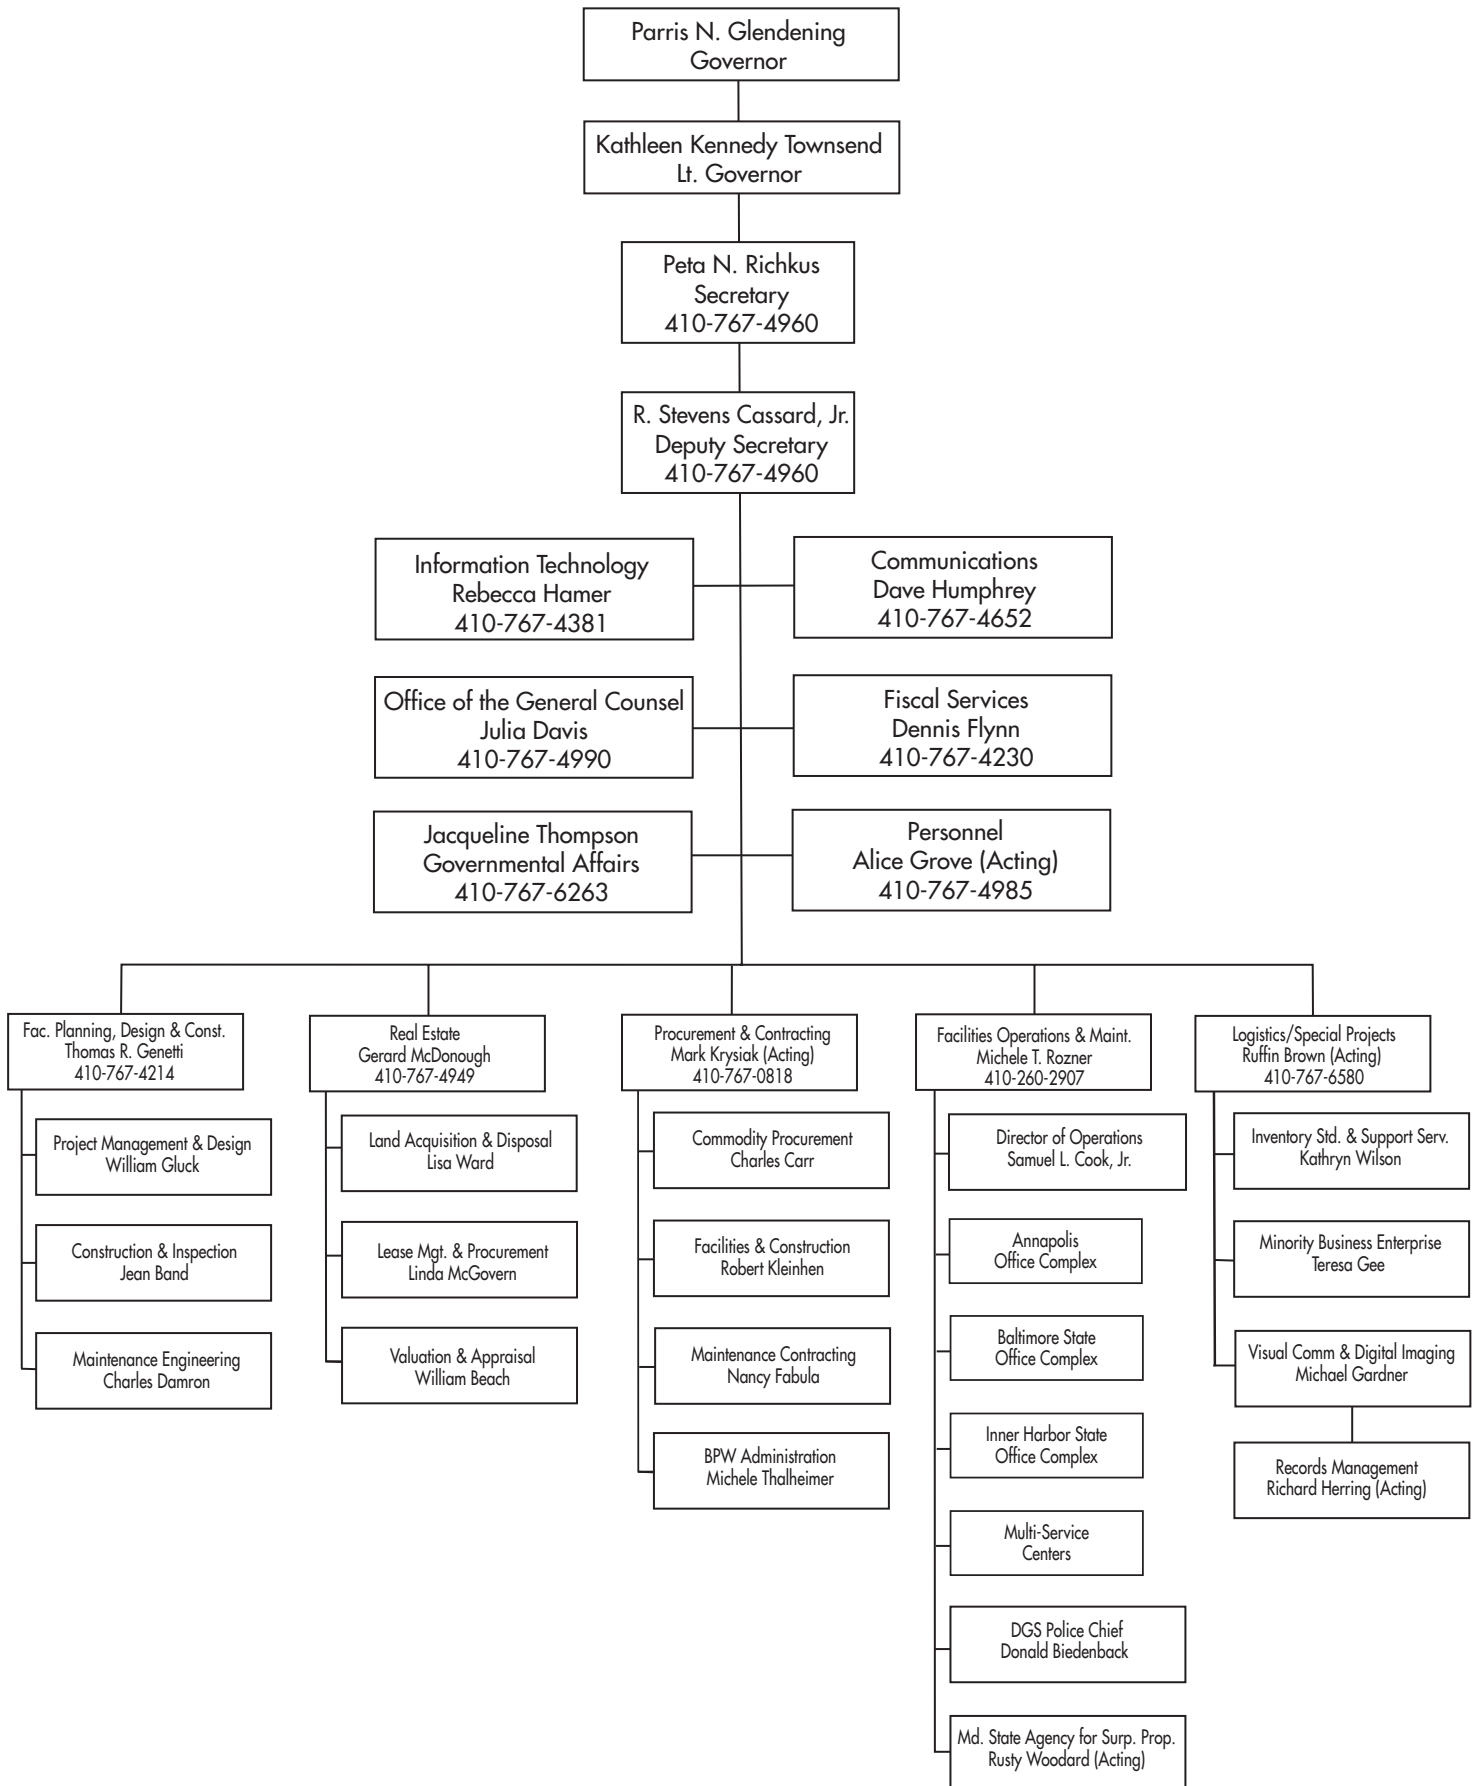 Parris N. Glendening
Governor
Kathleen Kennedy Townsend
Lt. Governor
Peta N. Richkus
Secretary
410-767-4960
R. Stevens Cassard, Jr.
Deputy Secretary
410-767-4960
Information Technology
Rebecca Hamer
410-767-4381
Communications
Dave Humphrey
410-767-4652
Office of the General Counsel
Julia Davis
410-767-4990
Fiscal Services
Dennis Flynn
410-767-4230
Jacqueline Thompson
Governmental Affairs
410-767-6263
Personnel
Alice Grove (Acting)
410-767-4985
Fac. Planning, Design & Const.
Thomas R. Genetti
410-767-4214
Project Management & Design
William Gluck
Construction & Inspection
Jean Band
Maintenance Engineering
Charles Damron
Real Estate
Gerard McDonough
410-767-4949
Land Acquisition & Disposal
Lisa Ward
Lease Mgt. & Procurement
Linda McGovern
Valuation & Appraisal
William Beach
Procurement & Contracting
Mark Krysiak (Acting)
410-767-0818
Commodity Procurement
Charles Carr
Facilities & Construction
Robert Kleinhen
Maintenance Contracting
Nancy Fabula
BPW Administration
Michele Thalheimer
Facilities Operations & Maint.
Michele T. Rozner
410-260-2907
Director of Operations
Samuel L. Cook, Jr.
Annapolis
Office Complex
Baltimore State
Office Complex
Inner Harbor State
Office Complex
Multi-Service
Centers
DGS Police Chief
Donald Biedenback
Md. State Agency for Surp. Prop.
Rusty Woodard (Acting)
Logistics/Special Projects
Ruffin Brown (Acting)
410-767-6580
Inventory Std. & Support Serv.
Kathryn Wilson
Minority Business Enterprise
Teresa Gee
Visual Comm & Digital Imaging
Michael Gardner
Records Management
Richard Herring (Acting)